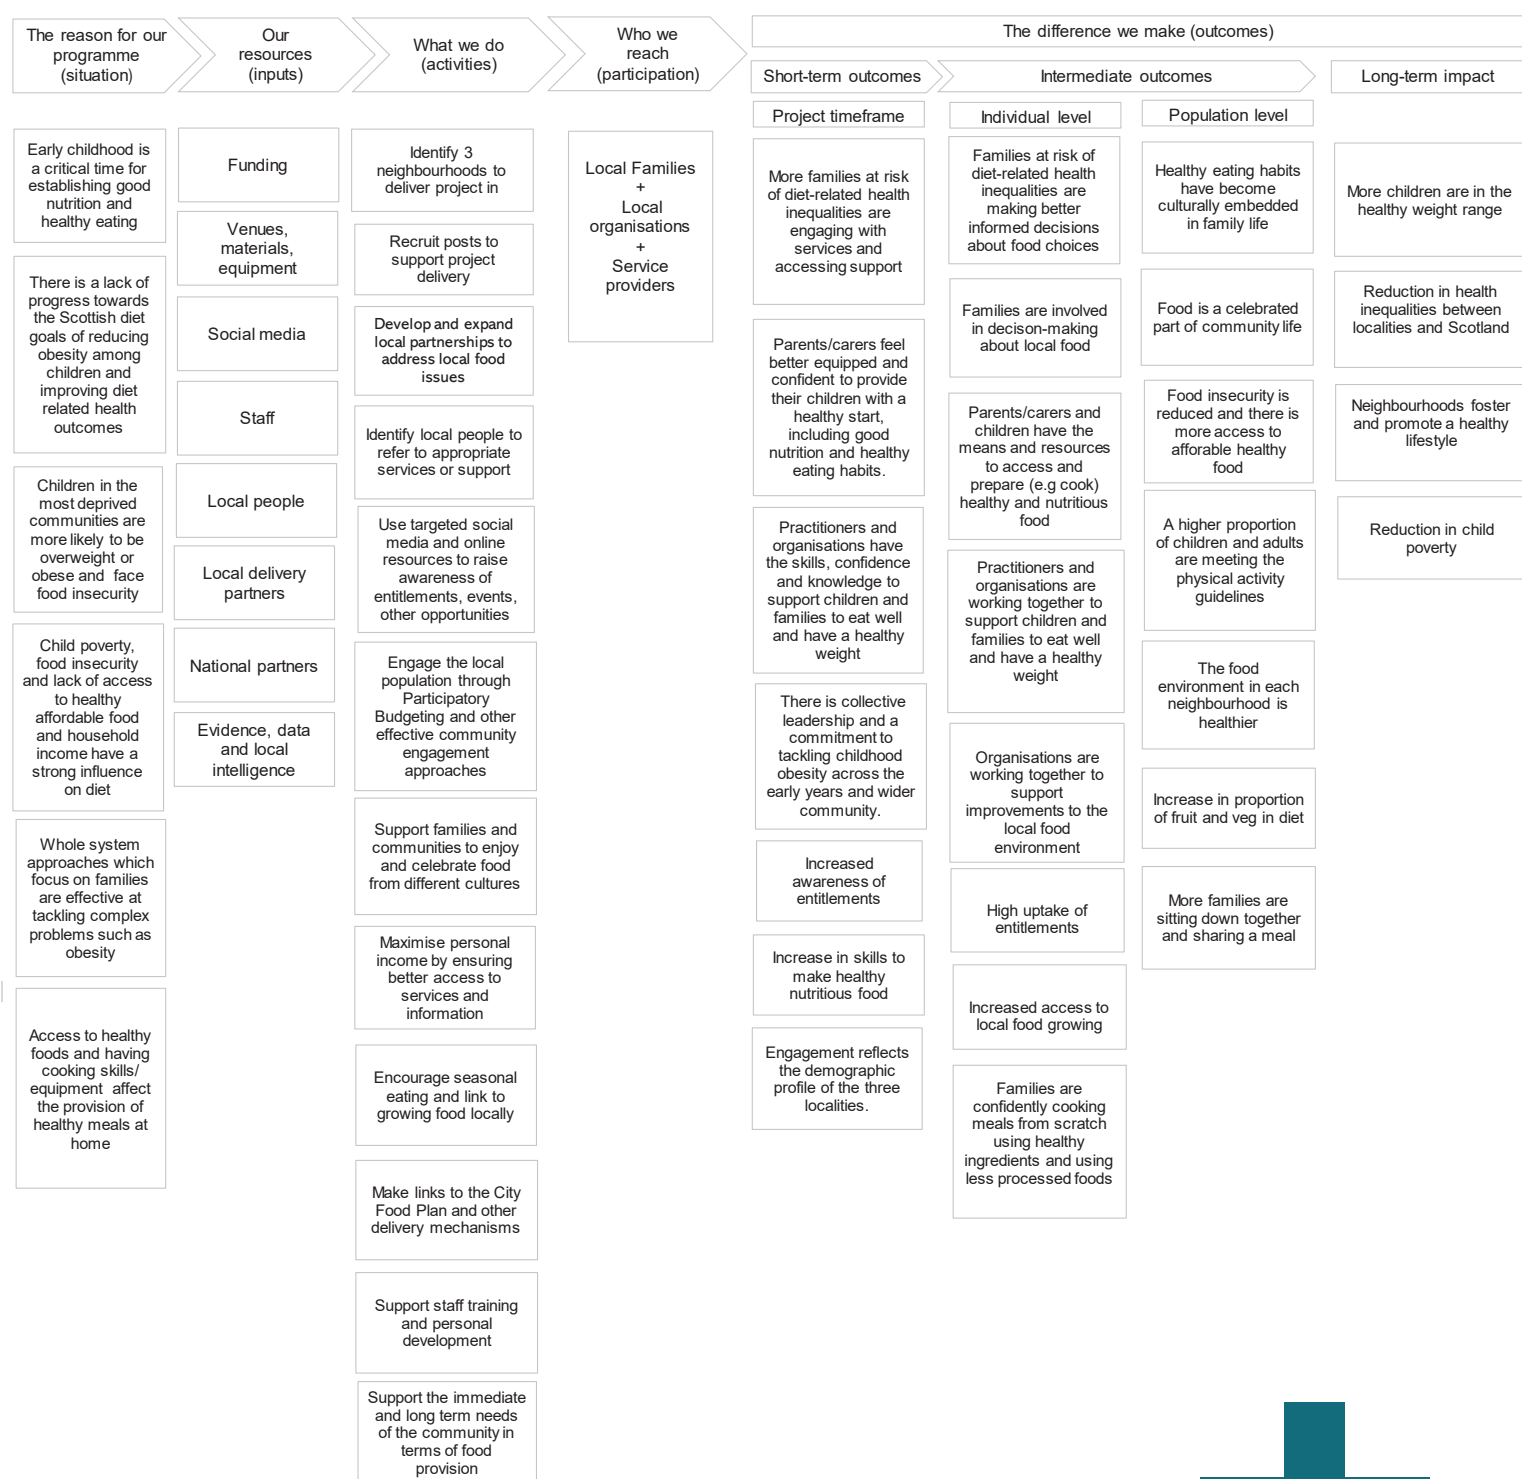 The reason for our
programme
(situation)
Our
resources
(inputs)
What we do
(activities)
Who we
reach
(participation)
The difference we make (outcomes)
Short-term outcomes
Intermediate outcomes
Long-term impact
Project timeframe
Individual level
Population level
Early childhood is
a critical time for
establishing good
nutrition and
healthy eating
There is a lack of
progress towards
the Scottish diet
goals of reducing
obesity among
children and
improving diet
related health
outcomes
Children in the
most deprived
communities are
more likely to be
overweight or
obese and face
food insecurity
Child poverty,
food insecurity
and lack of access
to healthy
affordable food
and household
income have a
strong influence
on diet
Whole system
approaches which
focus on families
are effective at
tackling complex
problems such as
obesity
Access to healthy
foods and having
cooking skills/
equipment affect
the provision of
healthy meals at
home
Funding
Venues,
materials,
equipment
Social media
Staff
Local people
Local delivery
partners
National partners
Evidence, data
and local
intelligence
Identify 3
neighbourhoods to
deliver project in
Recruit posts to
support project
delivery
Develop and expand
local partnerships to
address local food
issues
Identify local people to
refer to appropriate
services or support
Use targeted social
media and online
resources to raise
awareness of
entitlements, events,
other opportunities
Engage the local
population through
Participatory
Budgeting and other
effective community
engagement
approaches
Support families and
communities to enjoy
and celebrate food
from different cultures
Maximise personal
income by ensuring
better access to
services and
information
Encourage seasonal
eating and link to
growing food locally
Make links to the City
Food Plan and other
delivery mechanisms
Support staff training
and personal
development
Support the immediate
and long term needs
of the community in
terms of food
provision
Local Families
+
Local
organisations
+
Service
providers
More families at risk
of diet-related health
inequalities are
engaging with
services and
accessing support
Parents/carers feel
better equipped and
confident to provide
their children with a
healthy start,
including good
nutrition and healthy
eating habits.
Practitioners and
organisations have
the skills, confidence
and knowledge to
support children and
families to eat well
and have a healthy
weight
There is collective
leadership and a
commitment to
tackling childhood
obesity across the
early years and wider
community.
Increased
awareness of
entitlements
Increase in skills to
make healthy
nutritious food
Engagement reflects
the demographic
profile of the three
localities.
Families at risk of
diet-related health
inequalities are
making better
informed decisions
about food choices
Families are involved
in decison-making
about local food
Parents/carers and
children have the
means and resources
to access and
prepare (e.g cook)
healthy and nutritious
food
Practitioners and
organisations are
working together to
support children and
families to eat well
and have a healthy
weight
Organisations are
working together to
support
improvements to the
local food
environment
High uptake of
entitlements
Increased access to
local food growing
Families are
confidently cooking
meals from scratch
using healthy
ingredients and using
less processed foods
Healthy eating habits
have become
culturally embedded
in family life
Food is a celebrated
part of community life
Food insecurity is
reduced and there is
more access to
afforable healthy
food
A higher proportion
of children and adults
are meeting the
physical activity
guidelines
The food
environment in each
neighbourhood is
healthier
Increase in proportion
of fruit and veg in diet
More families are
sitting down together
and sharing a meal
More children are in the
healthy weight range
Reduction in health
inequalities between
localities and Scotland
Neighbourhoods foster
and promote a healthy
lifestyle
Reduction in child
poverty